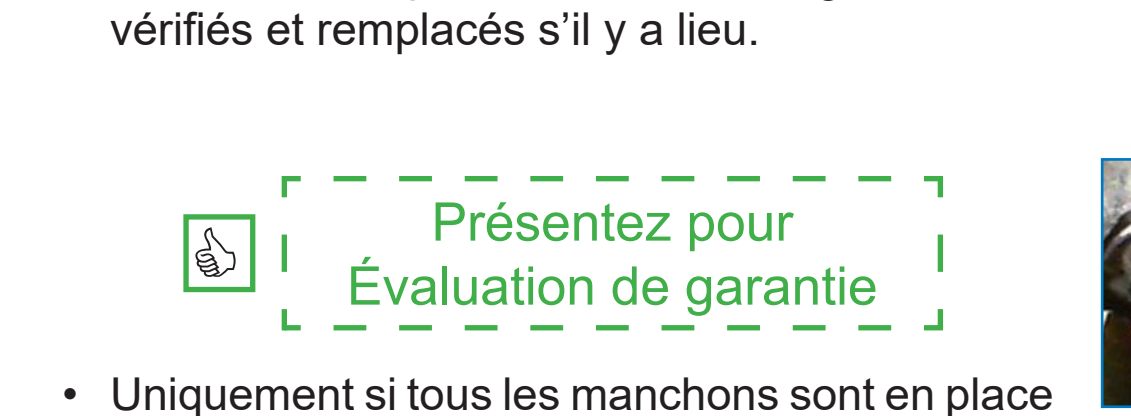 vérifiés et remplacés s’il y a lieu.
Présentez pour
Évaluation de garantie
• Uniquement si tous les manchons sont en place